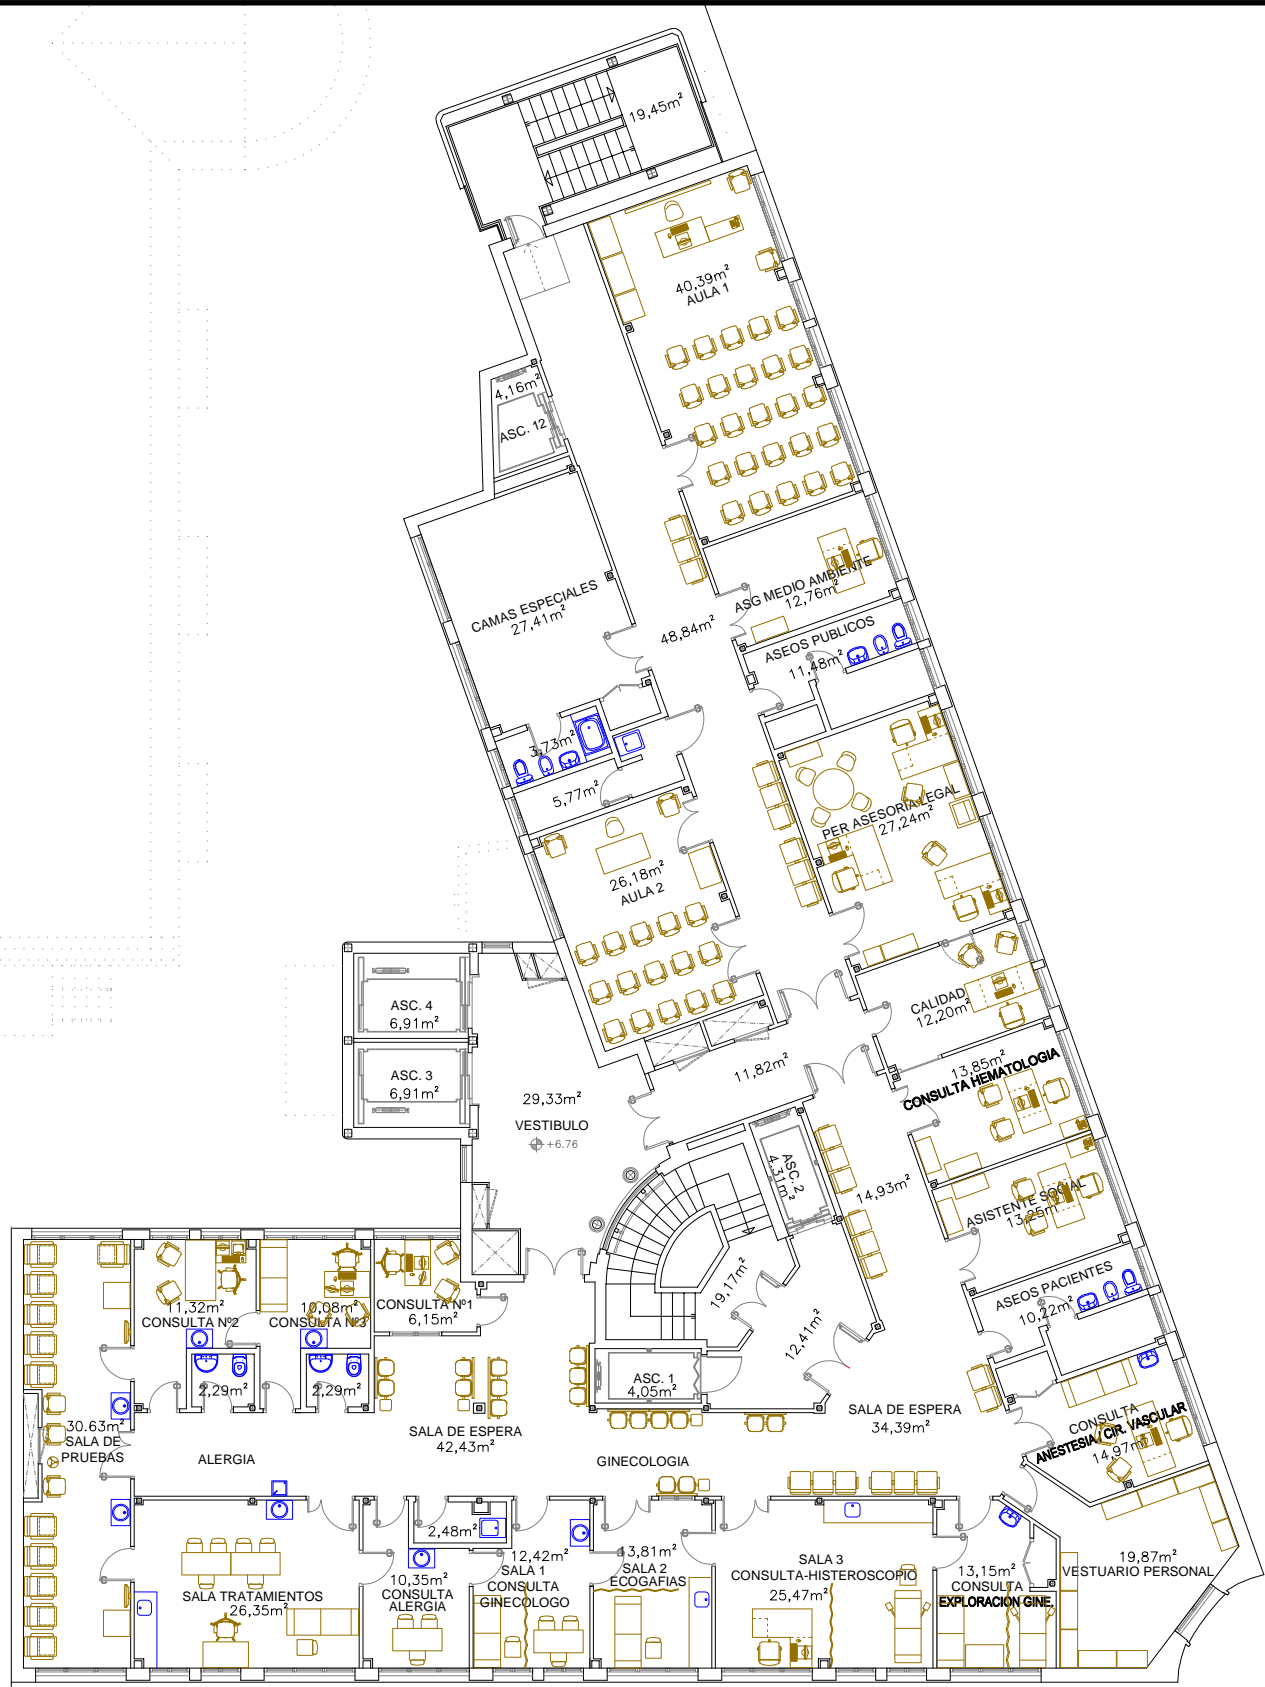 19,45m²
40,39m²
AULA 1
4,16m²
ASC. 12
CAMAS ESPECIALES
27,41m²
ASG MEDIO AMBIENTE
12,76m²
48,84m²
ASEOS PUBLICOS
11,48m²
3,73m²
5,77m²
PER ASESORIA LEGAL
27,24m²
26,18m²
AULA 2
ASC. 4
6,91m²
CALIDAD
12,20m²
ASC. 3
6,91m²
11,82m²
13,85m²
CONSULTA HEMATOLOGIA
29,33m²
VESTIBULO
+6.76
ASC. 2
4,31m²
14,93m²
ASISTENTE SOCIAL
13,25m²
19,17m²
ASEOS PACIENTES
10,22m²
11,32m²
CONSULTA Nº2
10,08m²
CONSULTA Nº3
CONSULTA Nº1
6,15m²
12,41m²
2,29m²
2,29m²
ASC. 1
4,05m²
30.63m²
SALA DE
PRUEBAS
ALERGIA
SALA DE ESPERA
42,43m²
GINECOLOGIA
SALA DE ESPERA
34,39m²
CONSULTA
ANESTESIA / CIR. VASCULAR
14,97m²
2,48m²
SALA TRATAMIENTOS
26,35m²
10,35m²
CONSULTA
ALERGIA
12,42m²
SALA 1
CONSULTA
GINECOLOGO
13,81m²
SALA 2
ECOGAFIAS
SALA 3
CONSULTA-HISTEROSCOPIO
25,47m²
13,15m²
CONSULTA
EXPLORACION GINE.
19,87m²
VESTUARIO PERSONAL